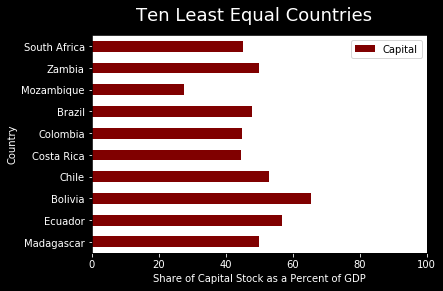 Ten Least Equal Countries
Capital
South Africa
Zambia
Mozambique
Brazil
Colombia
Costa Rica
Chile
Bolivia
Ecuador
Madagascar
Country
0 20 40 60 80 100
Share of Capital Stock as a Percent of GDP